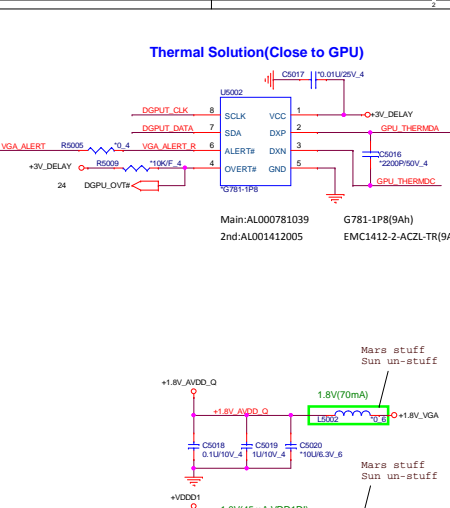 2
Thermal Solution(Close to GPU)
C5017 *0.01U/25V_4
U5002
DGPUT_CLK 8 SCLK VCC 1 +3V_DELAY
DGPUT_DATA 7 SDA DXP 2 GPU_THERMDA
VGA_ALERT R5005 *0_4 VGA_ALERT_R 6 ALERT# DXN 3
C5016
*2200P/50V_4
+3V_DELAY R5009 *10K/F_4 4 OVERT# GND 5
24 DGPU_OVT# *G781-1P8 GPU_THERMDC
Main:AL000781039 G781-1P8(9Ah)
2nd:AL001412005 EMC1412-2-ACZL-TR(9A
Mars stuff
Sun un-stuff
+1.8V_AVDD_Q
1.8V(70mA)
+1.8V_AVDD_Q L5002 *0_6 +1.8V_VGA
C5018 C5019 C5020
0.1U/10V_4 1U/10V_4 *10U/6.3V_6
Mars stuff
Sun un-stuff
+VDDD1